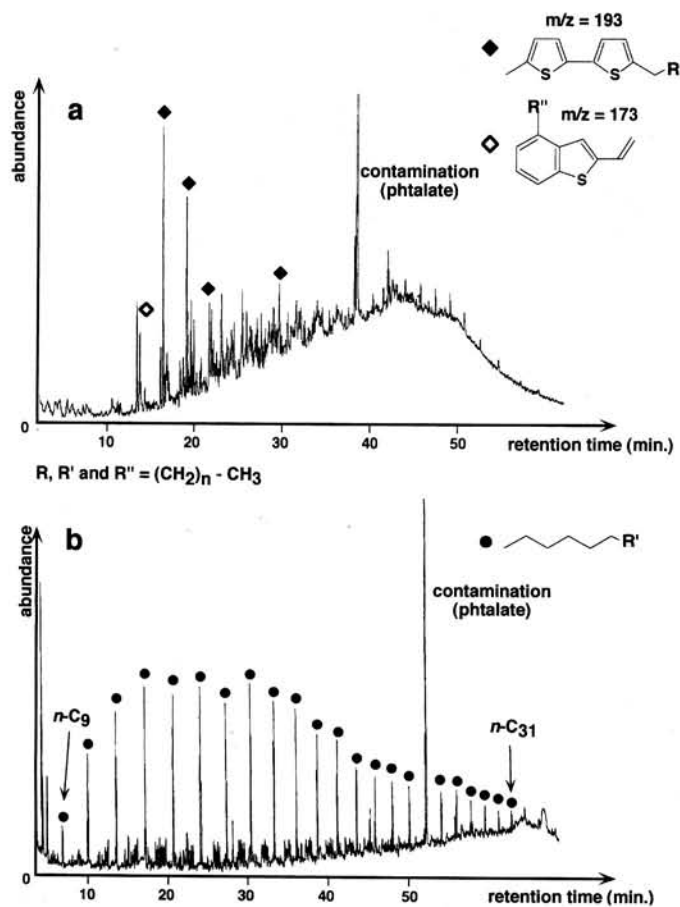 m/z = 193
S
S
R
a
R"
m/z = 173
S
abundance
contamination
(phtalate)
0
10
20
30
40
50
retention time (min.)
R, R' and R" = (CH2)n - CH3
b
R'
abundance
contamination
(phtalate)
n-C9
n-C31
0
10
20
30
40
50
retention time (min.)